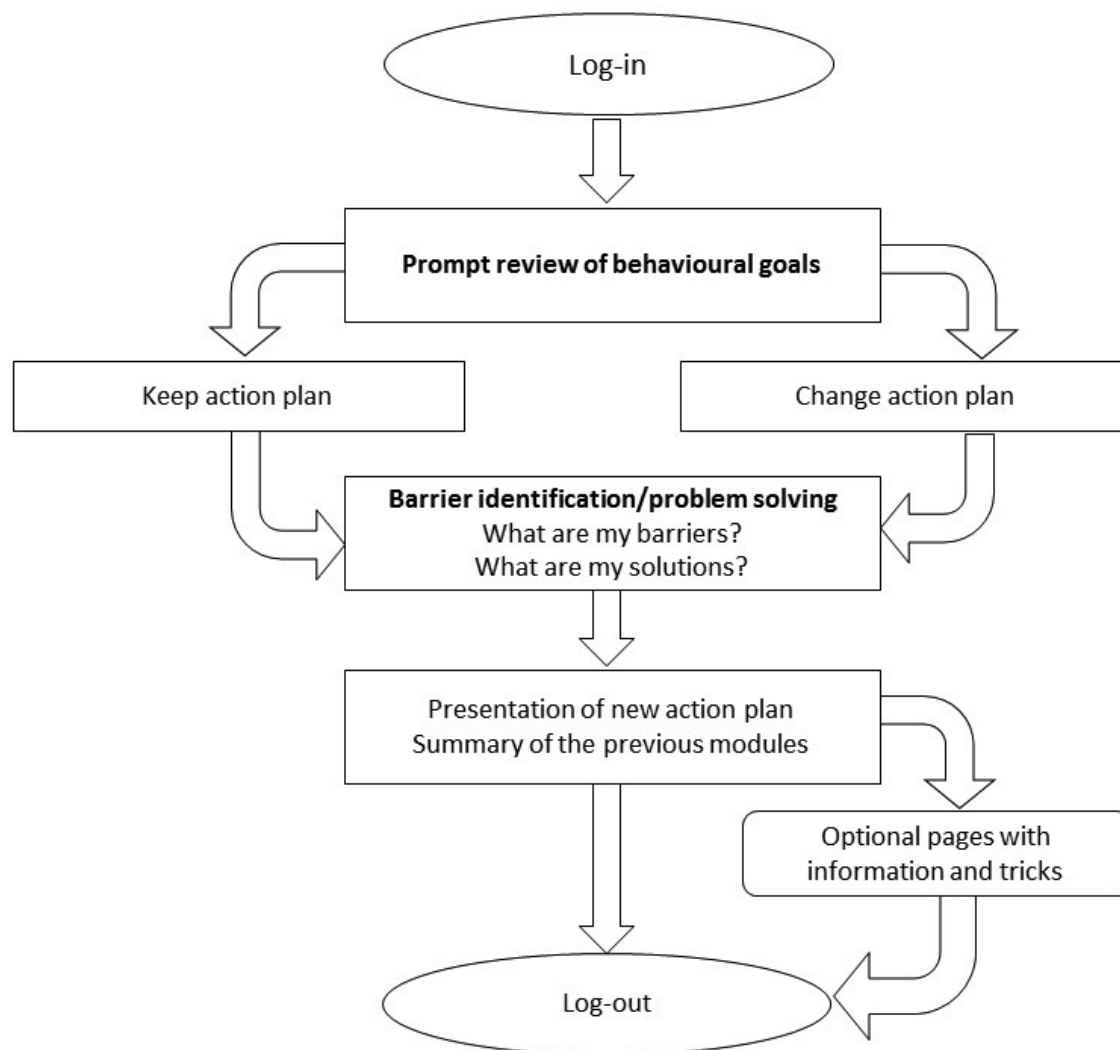 Log-in
Prompt review of behavioural goals
Keep action plan
Change action plan
Barrier identification/problem solving
What are my barriers?
What are my solutions?
Presentation of new action plan
Summary of the previous modules
Optional pages with
information and tricks
Log-out